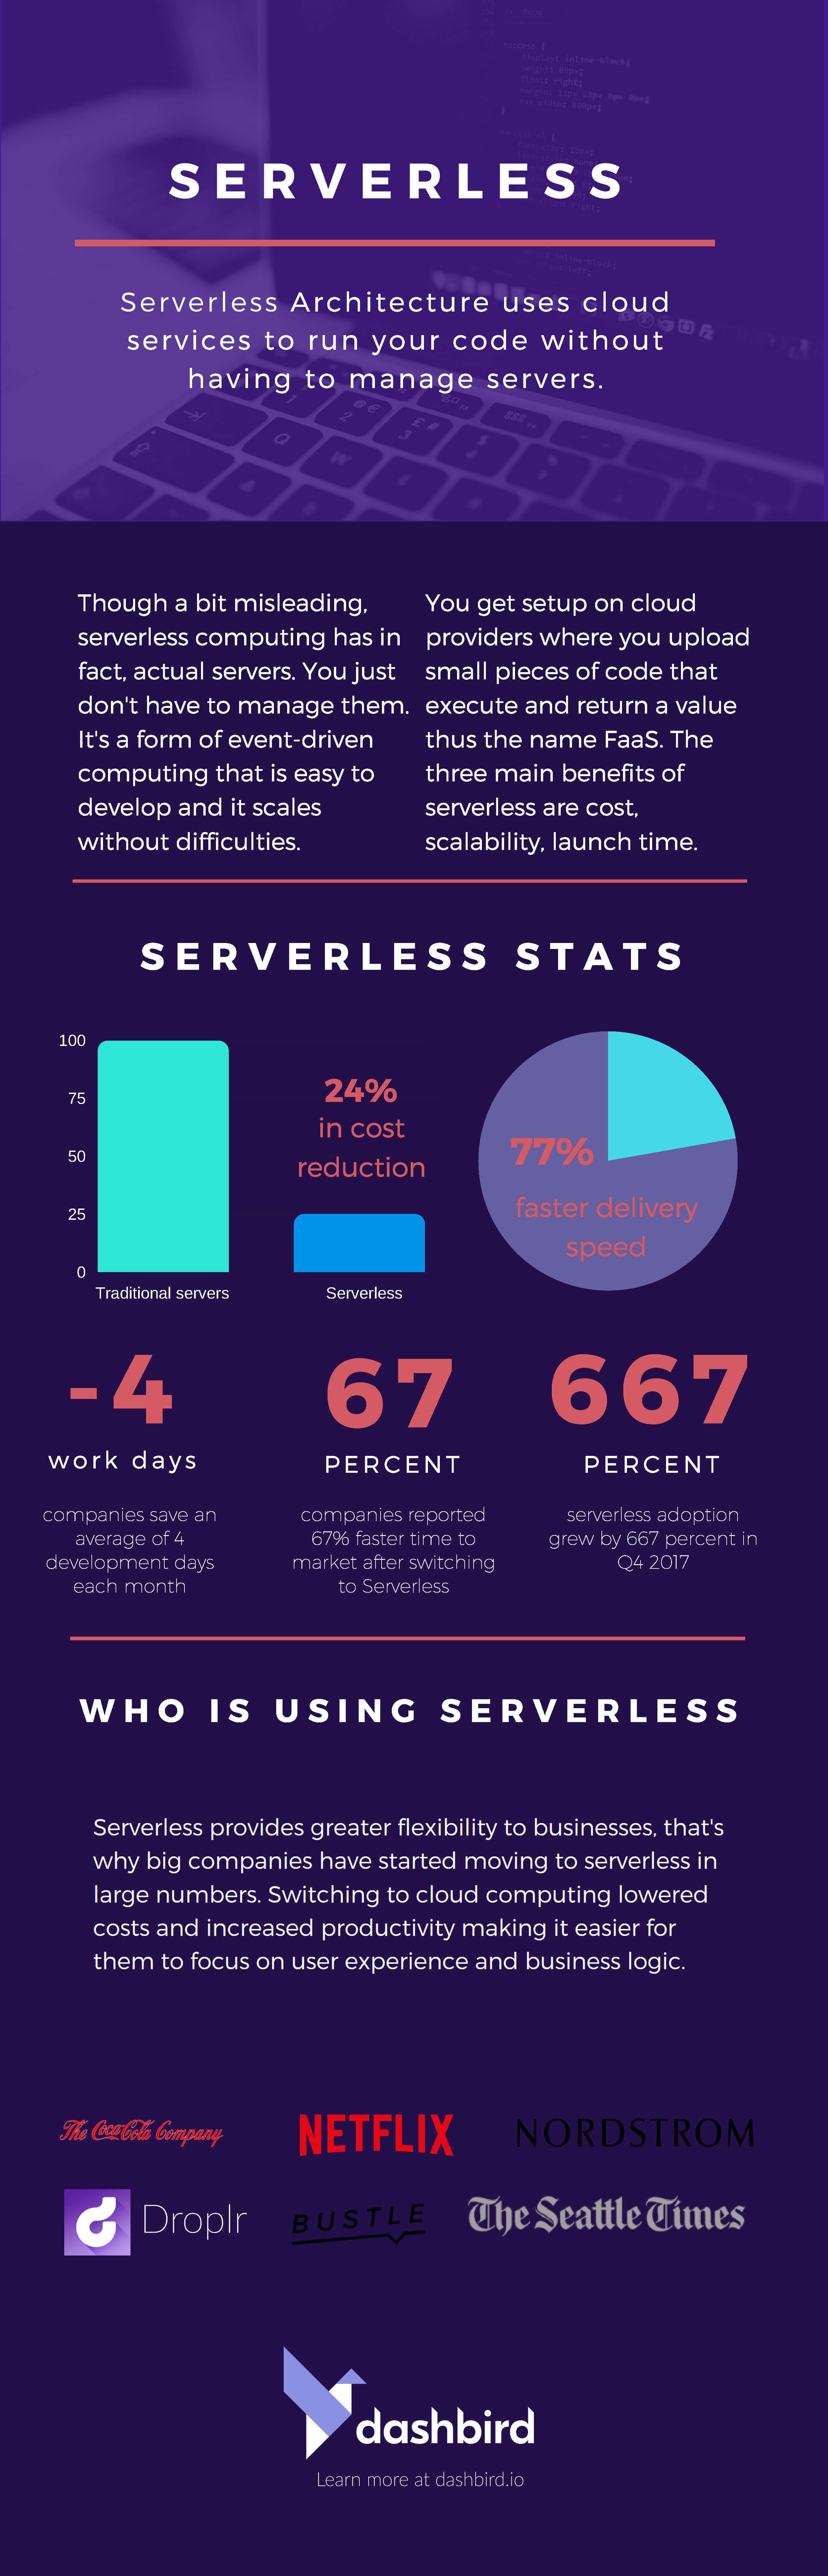 SERVERLESS
Serverless Architecture uses cloud
services to run your code without
having to manage servers.
Though a bit misleading,
serverless computing has in
fact, actual servers. You just
don't have to manage them.
It's a form of event-driven
computing that is easy to
develop and it scales
without difficulties.
You get setup on cloud
providers where you upload
small pieces of code that
execute and return a value
thus the name FaaS. The
three main benefits of
serverless are cost,
scalability, launch time.
SERVERLESS STATS
100
75
50
25
0
24%
in cost
reduction
Traditional servers
Serverless
77%
faster delivery
speed
-4
work days
companies save an
average of 4
development days
each month
67
PERCENT
companies reported
67% faster time to
market after switching
to Serverless
667
PERCENT
serverless adoption
grew by 667 percent in
Q4 2017
WHO IS USING SERVERLESS
Serverless provides greater flexibility to businesses, that's
why big companies have started moving to serverless in
large numbers. Switching to cloud computing lowered
costs and increased productivity making it easier for
them to focus on user experience and business logic.
The Coca-Cola Company
NETFLIX
NORDSTROM
Droplr
BUSTLE
The Seattle Times
dashbird
Learn more at dashbird.io